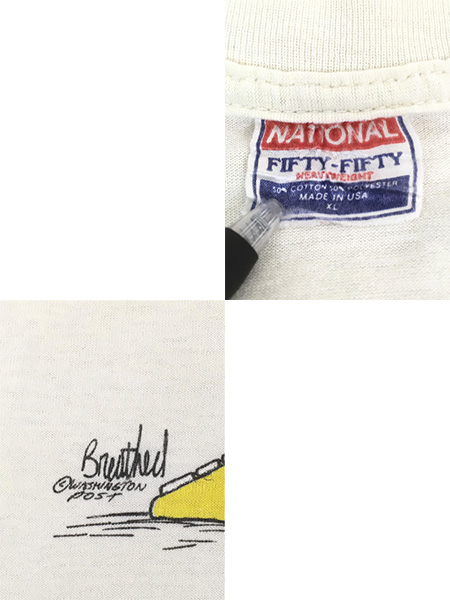 NATIONAL
FIFTY-FIFTY
HEAVYWEIGHT
50% COTTON 50% POLYESTER
MADE IN USA
XL
Breathed
©WASHINGTON
POST